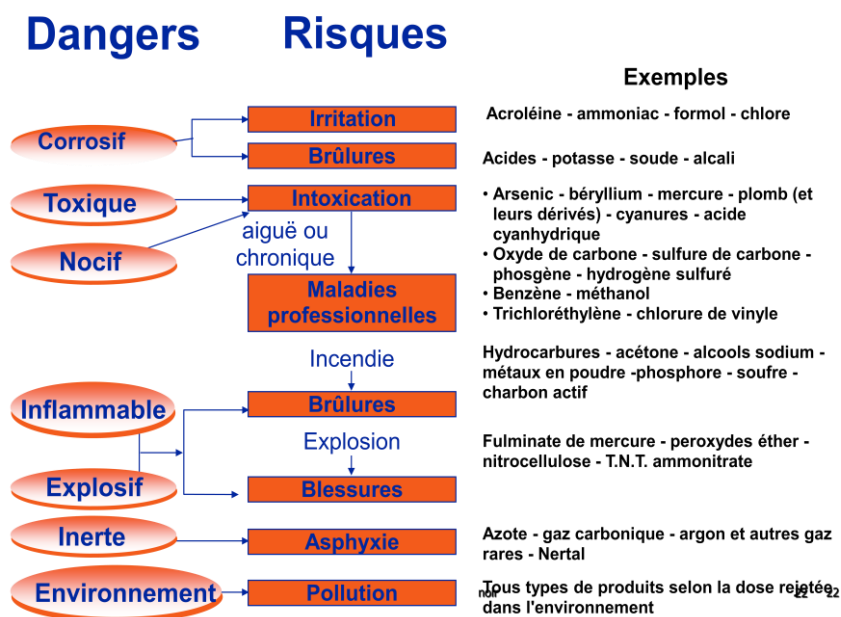 Dangers
Risques
Exemples
Corrosif
Irritation
Acroléine - ammoniac - formol - chlore
Brûlures
Acides - potasse - soude - alcali
Toxique
Intoxication
• Arsenic - béryllium - mercure - plomb (et
leurs dérivés) - cyanures - acide
cyanhydrique
Nocif
aiguë ou
chronique
• Oxyde de carbone - sulfure de carbone -
phosgène - hydrogène sulfuré
• Benzène - méthanol
• Trichloréthylène - chlorure de vinyle
Maladies
professionnelles
Incendie
Hydrocarbures - acétone - alcools sodium -
métaux en poudre -phosphore - soufre -
charbon actif
Inflammable
Brûlures
Explosion
Fulminate de mercure - peroxydes éther -
nitrocellulose - T.N.T. ammonitrate
Explosif
Blessures
Inerte
Asphyxie
Azote - gaz carbonique - argon et autres gaz
rares - Nertal
Environnement
Pollution
Tous types de produits selon la dose rejetée
dans l'environnement
noir
22
22